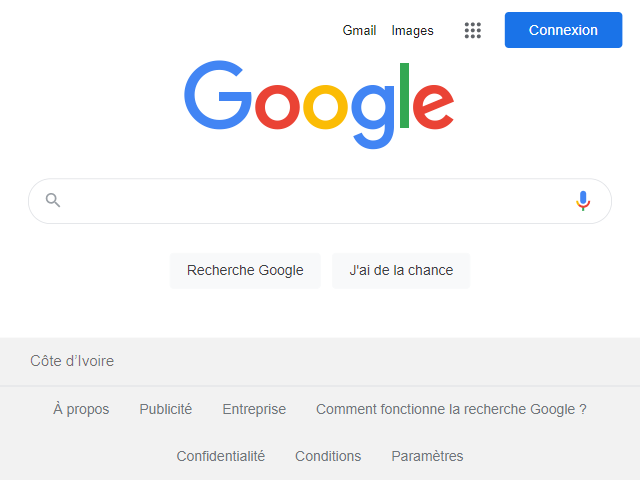 Gmail Images Connexion
Google
Recherche Google J'ai de la chance
Côte d’Ivoire
À propos Publicité Entreprise Comment fonctionne la recherche Google ?
Confidentialité Conditions Paramètres